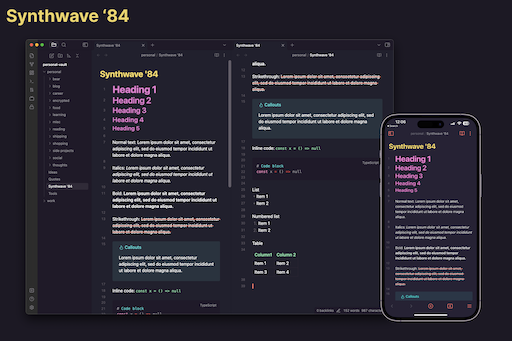 Synthwave ‘84
Synthwave '84
Synthwave '84
personal-vault
personal
best
blog
career
encrypted
food
learning
misc
reading
shipping
shopping
side projects
social
thoughts
Ideas
Quotes
Synthwave '84
Tools
work
personal / Synthwave '84
Synthwave '84
Heading 1
Heading 2
Heading 3
Heading 4
Heading 5
Normal text: Lorem ipsum dolor sit amet, consectetur
adipiscing elit, sed do eiusmod tempor incididunt ut
labore et dolore magna aliqua.
Italics: Lorem ipsum dolor sit amet, consectetur
adipiscing elit, sed do eiusmod tempor incididunt ut
labore et dolore magna aliqua.
Bold: Lorem ipsum dolor sit amet, consectetur
adipiscing elit, sed do eiusmod tempor incididunt ut
labore et dolore magna aliqua.
Strikethrough: Lorem ipsum dolor sit amet, consectetur
adipiscing elit, sed do eiusmod tempor incididunt ut
labore et dolore magna aliqua.
Callouts
Lorem ipsum dolor sit amet, consectetur
adipiscing elit, sed do eiusmod tempor incididunt
ut labore et dolore magna aliqua.
Inline code: const x = () => null
TypeScript
# Code block
const x = () => null
personal / Synthwave '84
aliqua.
Strikethrough: Lorem ipsum dolor sit amet, consectetur adipiscing
elit, sed do eiusmod tempor incididunt ut labore et dolore magna
aliqua.
Callouts
Lorem ipsum dolor sit amet, consectetur adipiscing elit, sed
do eiusmod tempor incididunt ut labore et dolore magna
aliqua.
Inline code: const x = () => null
TypeScript
# Code block
const x = () => null
List
Item 1
Item 2
Numbered list
Item 1
Item 2
Table
Column1 Column 2
Item 1 Item 2
Item 3 Item 4
0 backlinks 102 words 597 characters
12:06
personal / Synthwave '84
Synthwave '84
Heading 1
Heading 2
Heading 3
Heading 4
Heading 5
Normal text: Lorem ipsum dolor sit amet,
consectetur adipiscing elit, sed do
eiusmod tempor incididunt ut labore et
dolore magna aliqua.
Italics: Lorem ipsum dolor sit amet,
consectetur adipiscing elit, sed do
eiusmod tempor incididunt ut labore et
dolore magna aliqua.
Bold: Lorem ipsum dolor sit amet,
consectetur adipiscing elit, sed do
eiusmod tempor incididunt ut labore et
dolore magna aliqua.
Strikethrough: Lorem ipsum dolor sit amet,
consectetur adipiscing elit, sed do
eiusmod tempor incididunt ut labore et
dolore magna aliqua.
Callouts